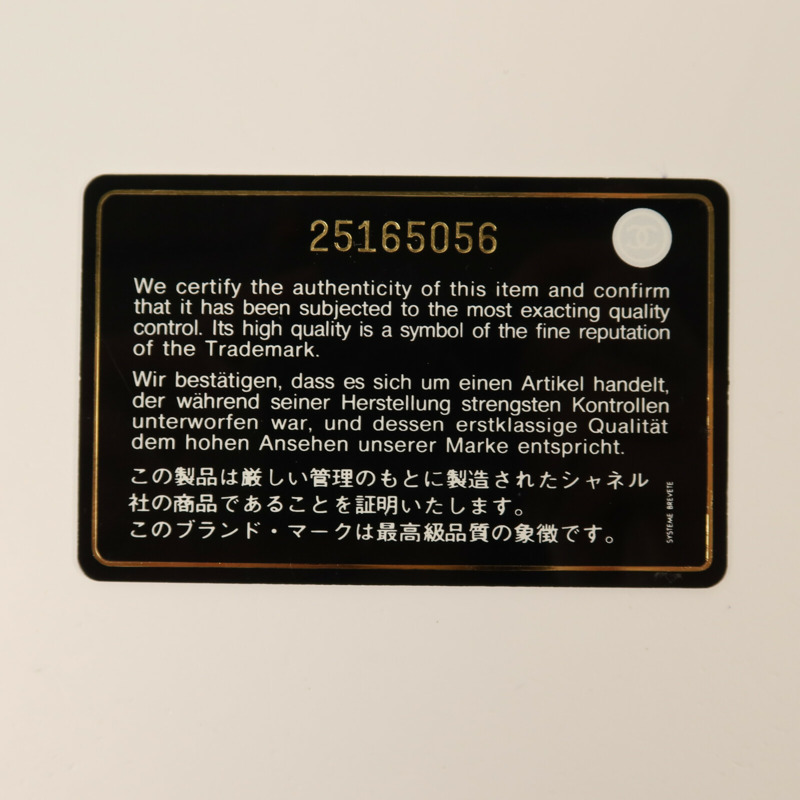 25165056
We certify the authenticity of this item and confirm
that it has been subjected to the most exacting quality
control. Its high quality is a symbol of the fine reputation
of the Trademark.
Wir bestätigen, dass es sich um einen Artikel handelt,
der während seiner Herstellung strengsten Kontrollen
unterworfen war, und dessen erstklassige Qualität
dem hohen Ansehen unserer Marke entspricht.
この製品は厳しい管理のもとに製造されたシャネル
社の商品であることを証明いたします。
このブランド・マークは最高級品質の象徴です。
SYSTEME BREVETE